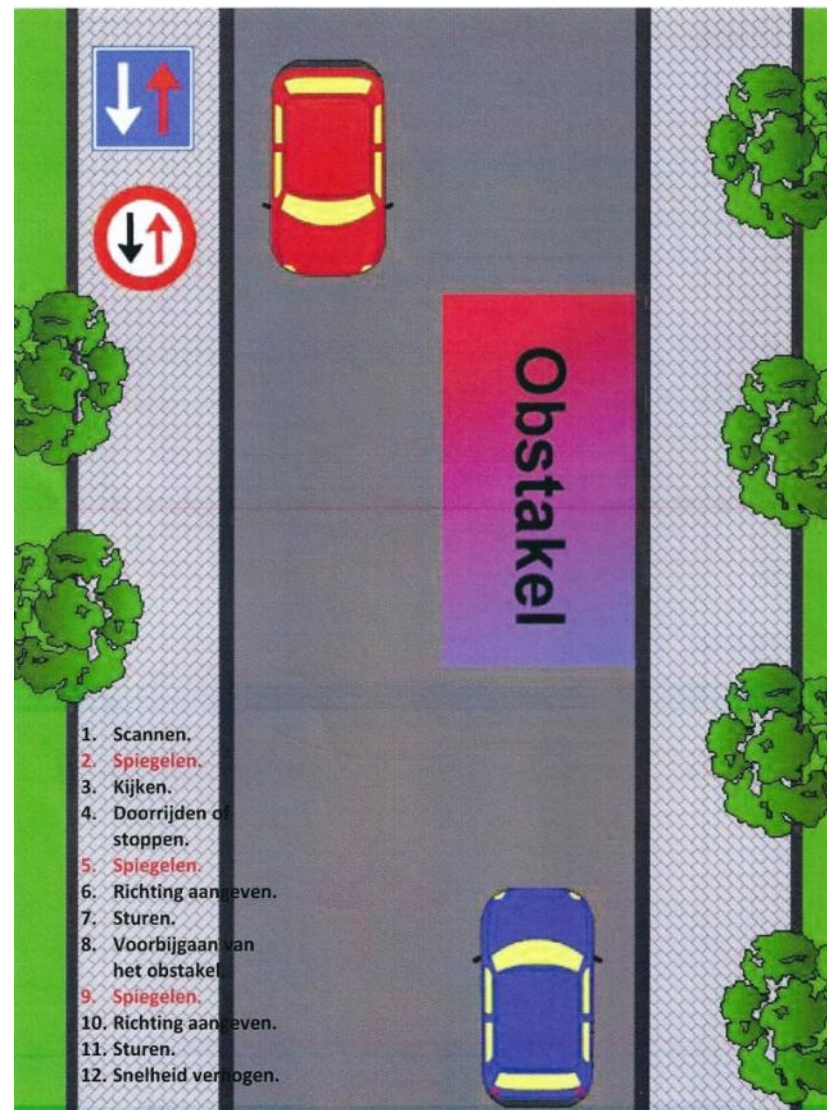 Obstakel
1. Scannen.
2. Spiegelen.
3. Kijken.
4. Doorrijden of
stoppen.
5. Spiegelen.
6. Richting aangeven.
7. Sturen.
8. Voorbijgaan van
het obstakel.
9. Spiegelen.
10. Richting aangeven.
11. Sturen.
12. Snelheid verhogen.